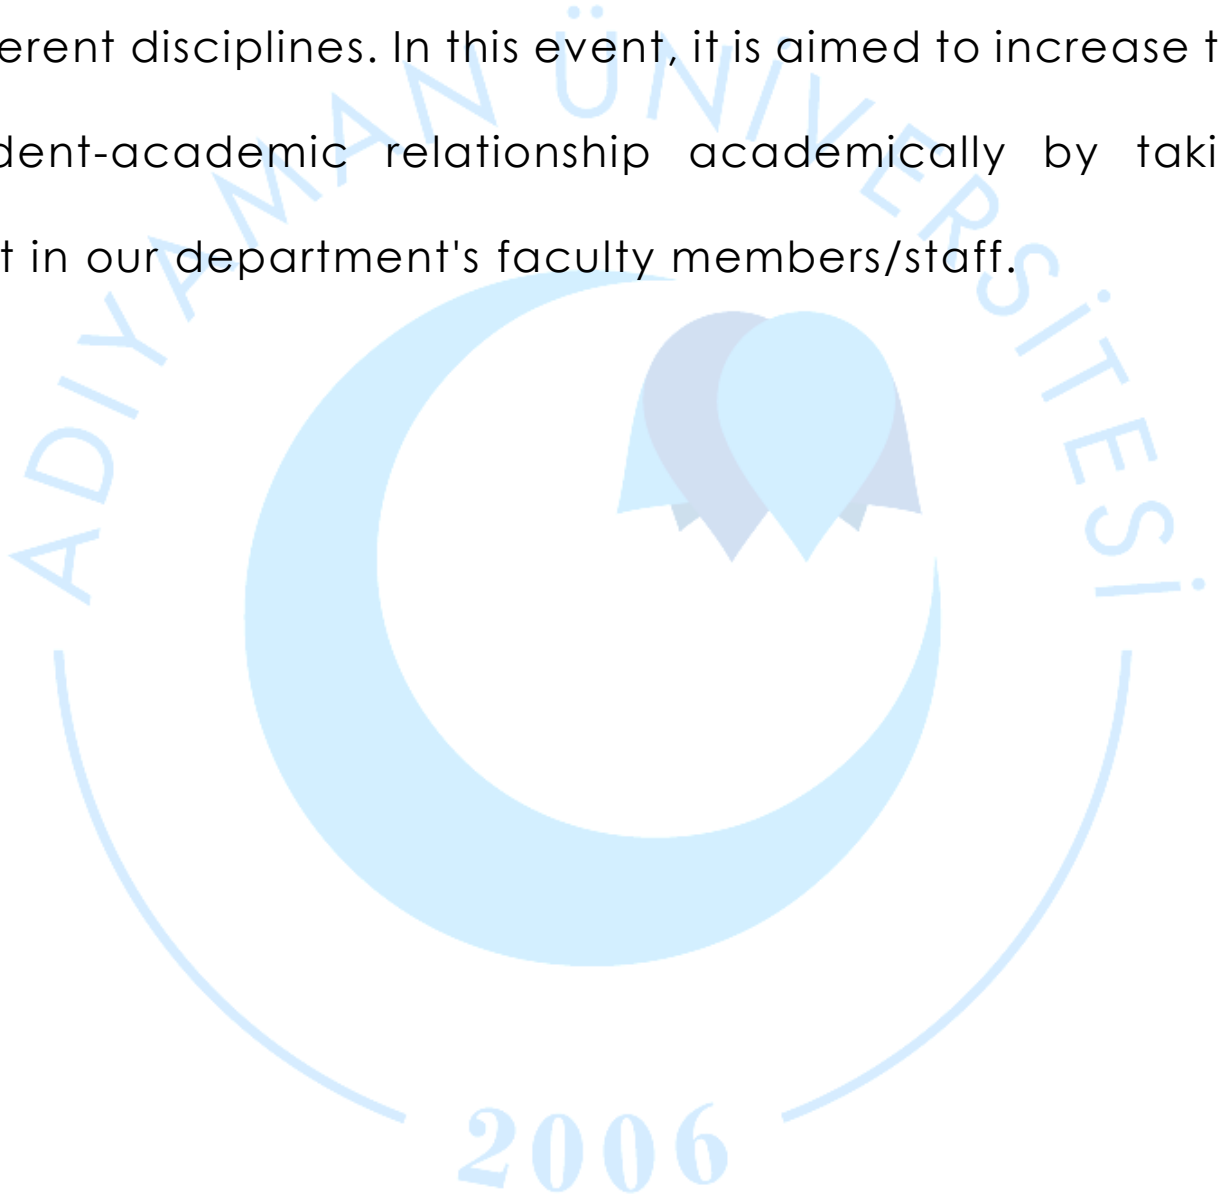 erent disciplines. In this event, it is aimed to increase t
dent-academic relationship academically by taki
t in our department's faculty members/staff.
ADIYAMAN ÜNİVERSİTESİ
2006